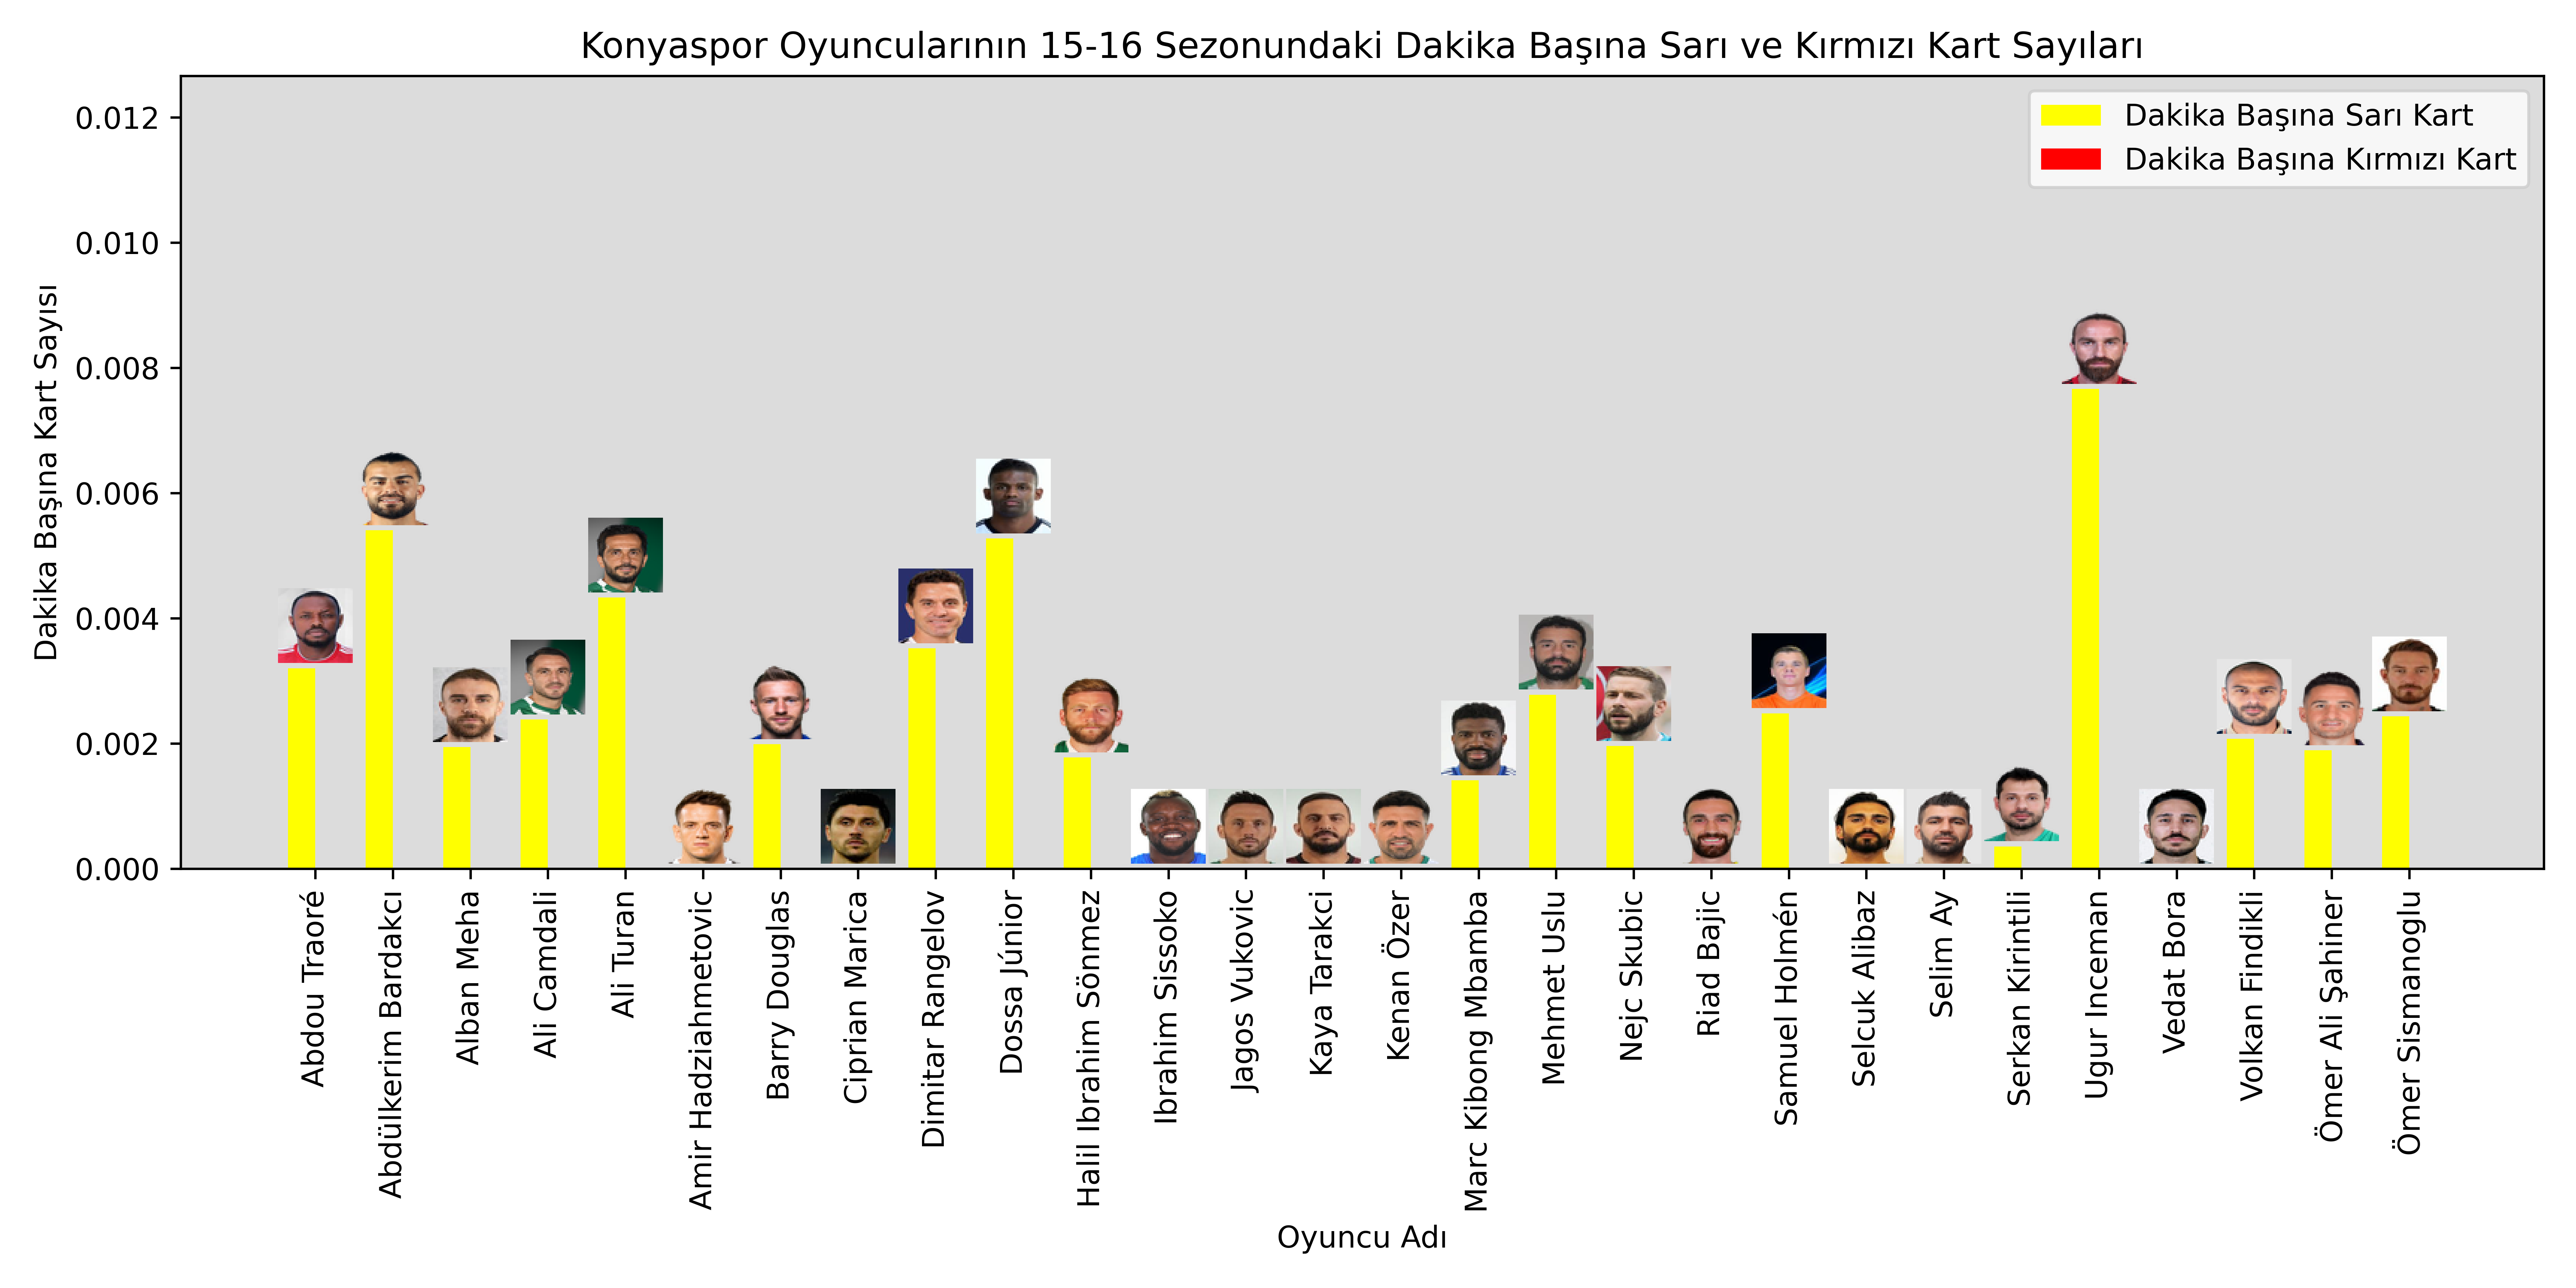 Konyaspor Oyuncularının 15-16 Sezonundaki Dakika Başına Sarı ve Kırmızı Kart Sayıları
Dakika Başına Sarı Kart
Dakika Başına Kırmızı Kart
Dakika Başına Kart Sayısı
0.012
0.010
0.008
0.006
0.004
0.002
0.000
Abdou Traoré
Abdülkerim Bardakcı
Alban Meha
Ali Camdali
Ali Turan
Amir Hadziahmetovic
Barry Douglas
Ciprian Marica
Dimitar Rangelov
Dossa Júnior
Halil Ibrahim Sönmez
Ibrahim Sissoko
Jagos Vukovic
Kaya Tarakci
Kenan Özer
Marc Kibong Mbamba
Mehmet Uslu
Nejc Skubic
Riad Bajic
Samuel Holmén
Selcuk Alibaz
Selim Ay
Serkan Kirintili
Ugur Inceman
Vedat Bora
Volkan Findikli
Ömer Ali Şahiner
Ömer Sismanoglu
Oyuncu Adı